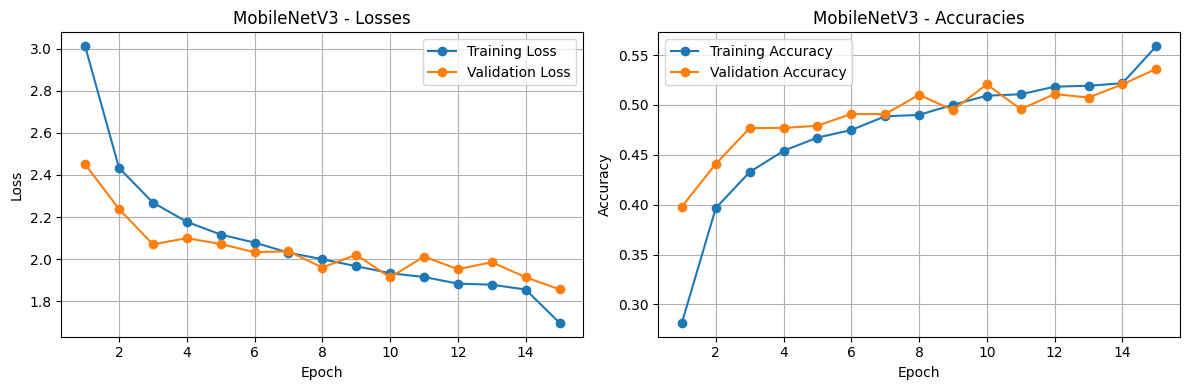 MobileNetV3 - Losses
Training Loss
Validation Loss
3.0
2.8
2.6
2.4
2.2
2.0
1.8
Loss
2 4 6 8 10 12 14
Epoch
MobileNetV3 - Accuracies
Training Accuracy
Validation Accuracy
0.55
0.50
0.45
0.40
0.35
0.30
Accuracy
2 4 6 8 10 12 14
Epoch